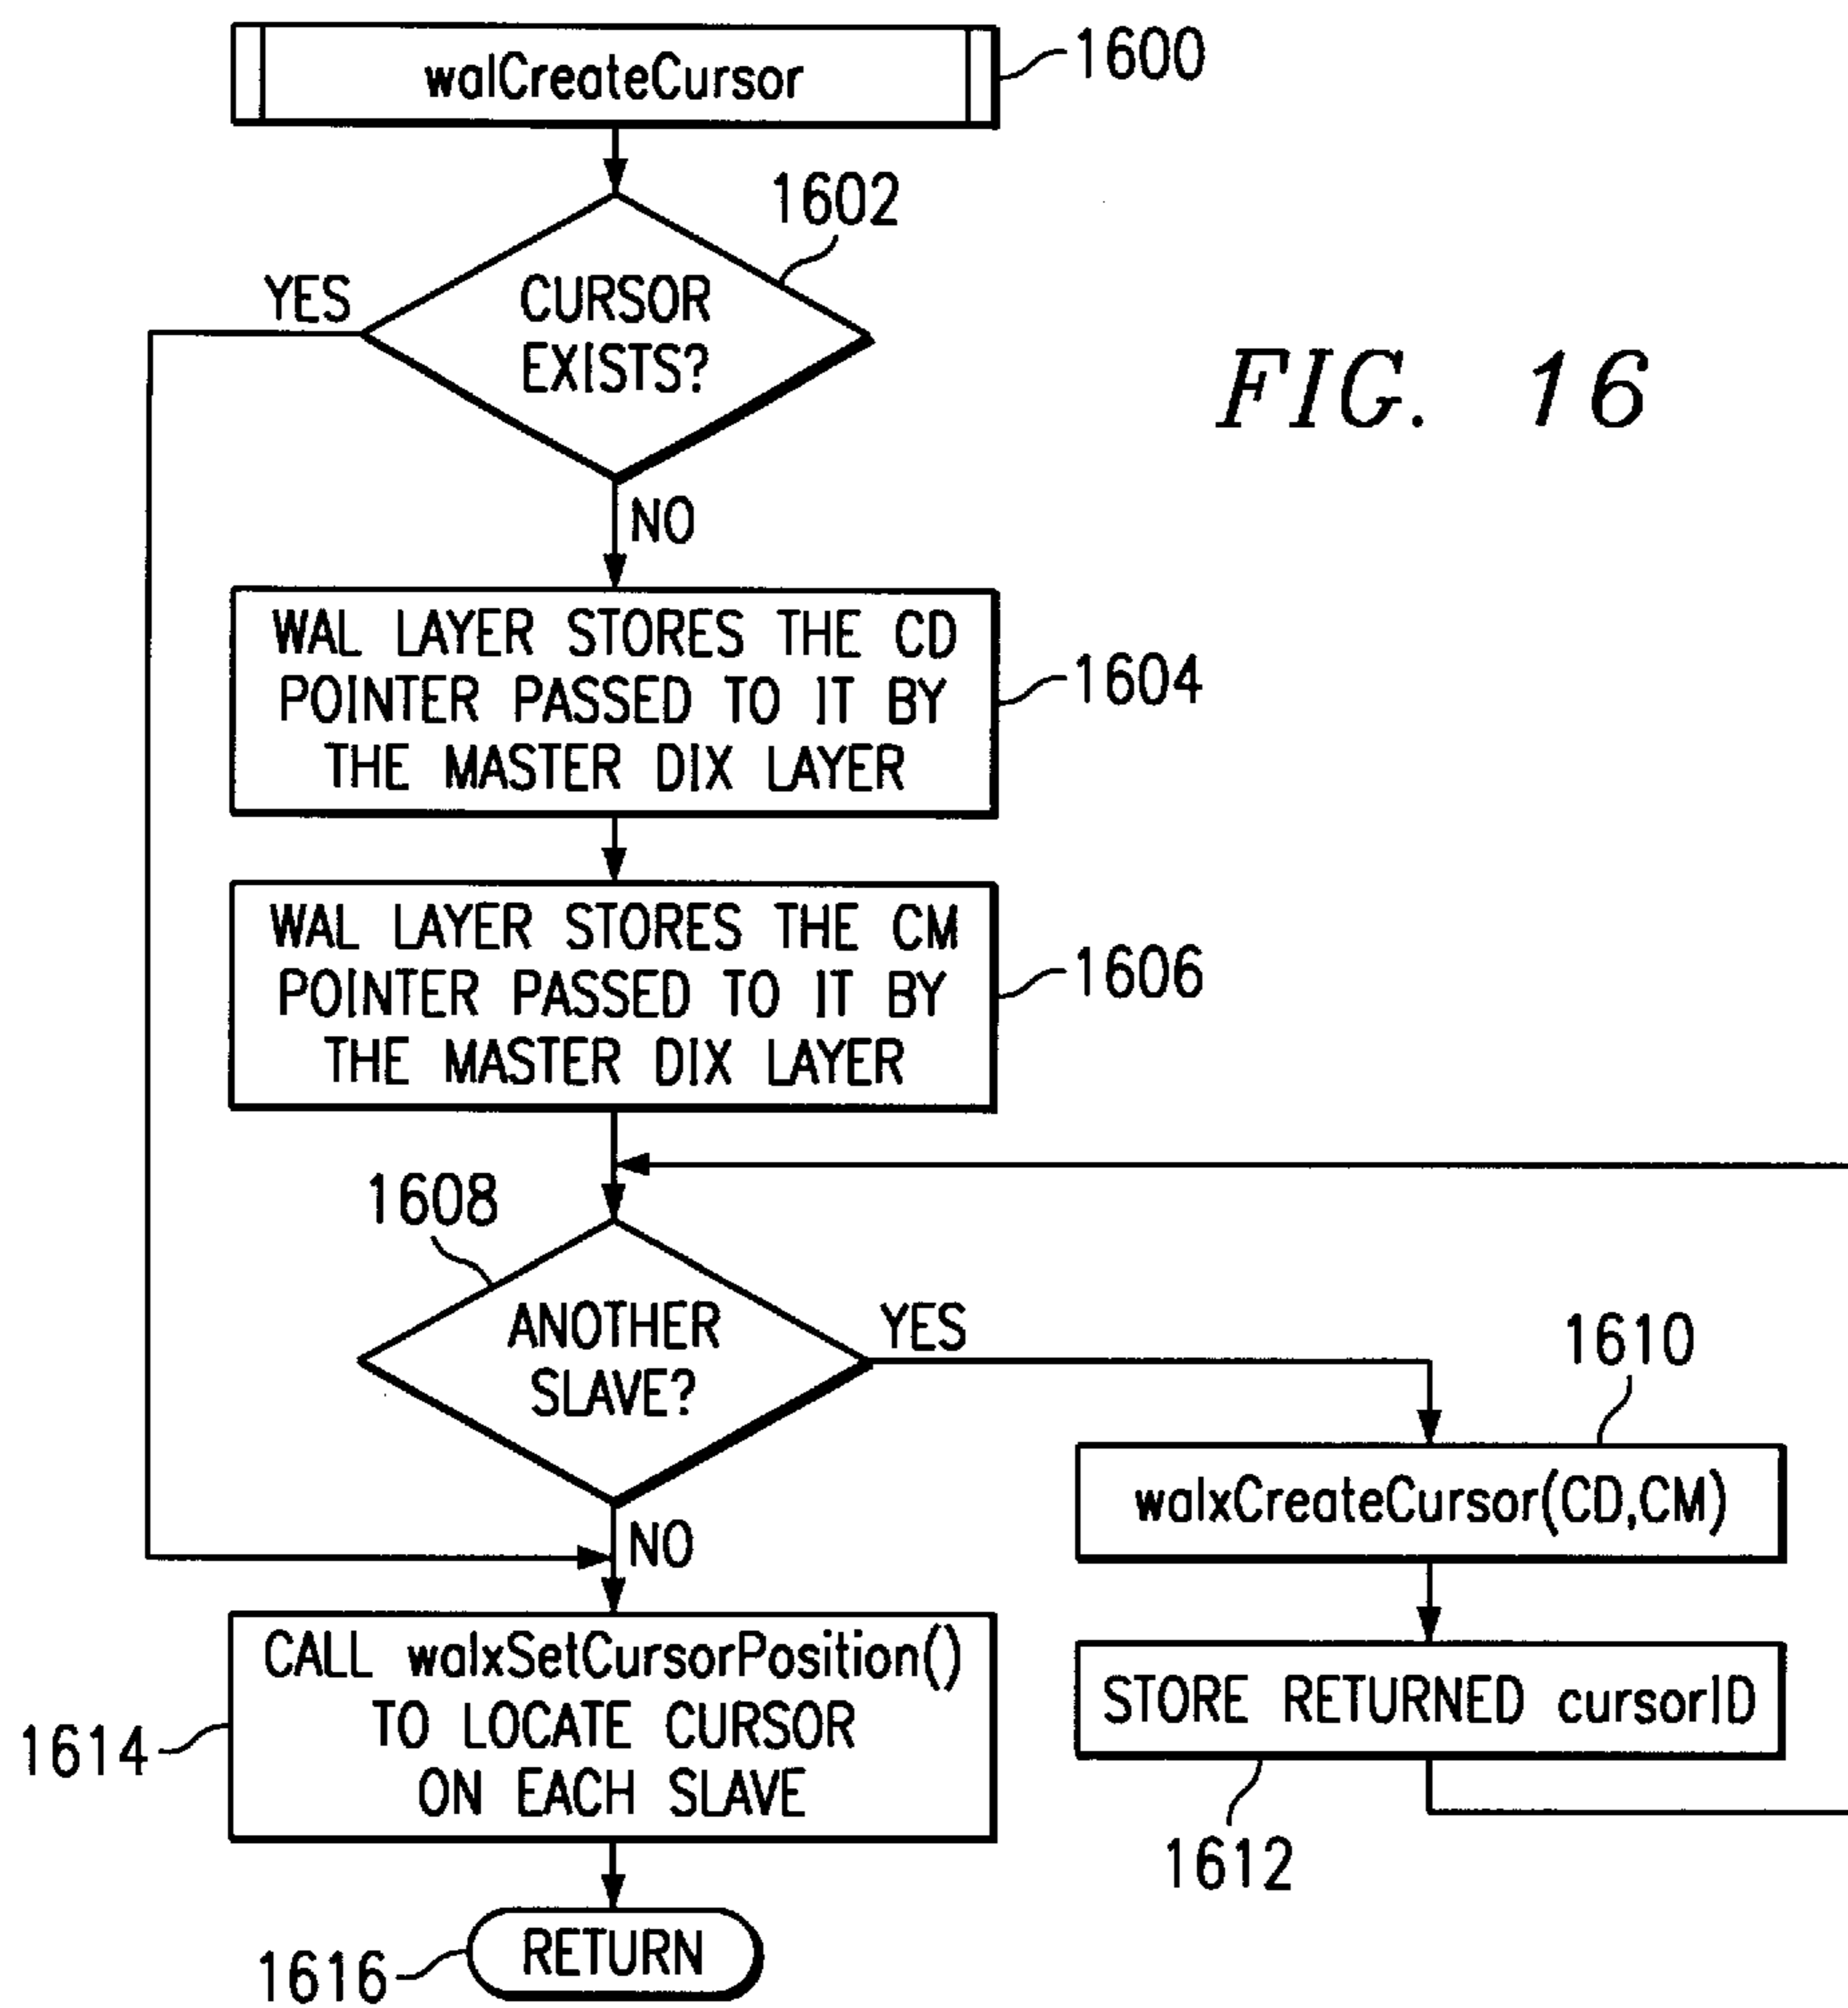 walCreateCursor
1600
1602
YES
CURSOR
EXISTS?
FIG. 16
NO
WAL LAYER STORES THE CD
POINTER PASSED TO IT BY
THE MASTER DIX LAYER
1604
WAL LAYER STORES THE CM
POINTER PASSED TO IT BY
THE MASTER DIX LAYER
1606
1608
ANOTHER
SLAVE?
YES
1610
walxCreateCursor(CD,CM)
NO
CALL walxSetCursorPosition()
TO LOCATE CURSOR
ON EACH SLAVE
1614
STORE RETURNED cursorID
1612
RETURN
1616